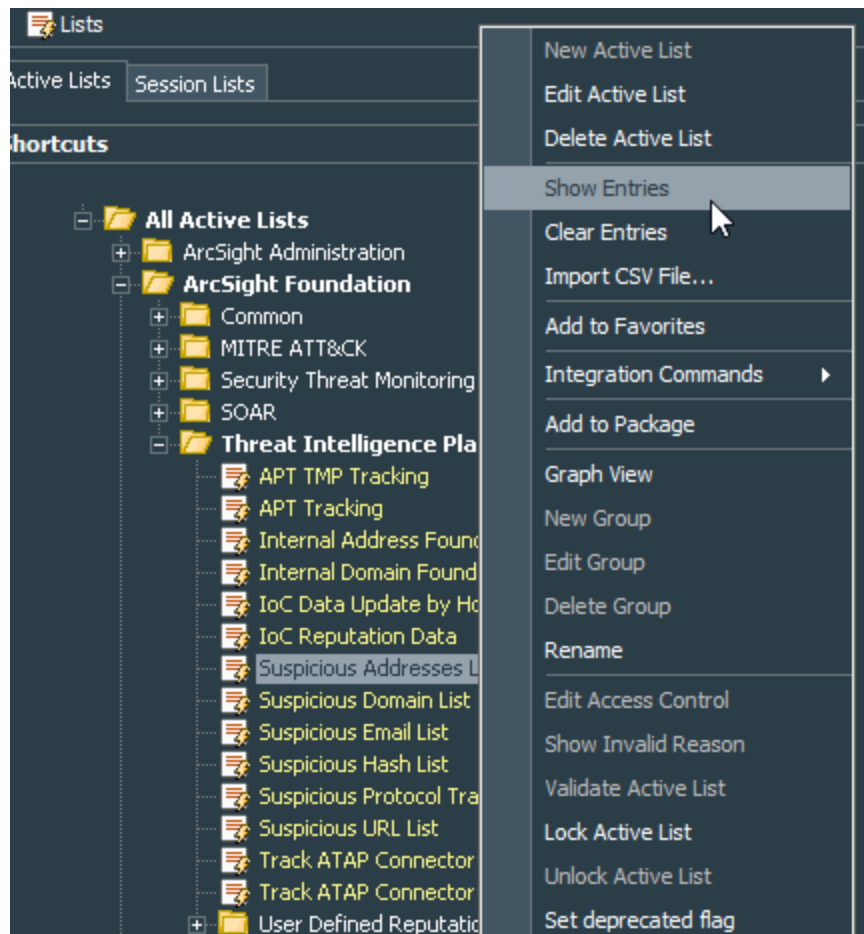 Lists
Active Lists
Session Lists
Shortcuts
All Active Lists
ArcSight Administration
ArcSight Foundation
Common
MITRE ATT&CK
Security Threat Monitoring
SOAR
Threat Intelligence Pla
APT TMP Tracking
APT Tracking
Internal Address Found
Internal Domain Found
IoC Data Update by Ho
IoC Reputation Data
Suspicious Addresses L
Suspicious Domain List
Suspicious Email List
Suspicious Hash List
Suspicious Protocol Tra
Suspicious URL List
Track ATAP Connector
Track ATAP Connector
User Defined Reputatio
New Active List
Edit Active List
Delete Active List
Show Entries
Clear Entries
Import CSV File...
Add to Favorites
Integration Commands
Add to Package
Graph View
New Group
Edit Group
Delete Group
Rename
Edit Access Control
Show Invalid Reason
Validate Active List
Lock Active List
Unlock Active List
Set deprecated flag